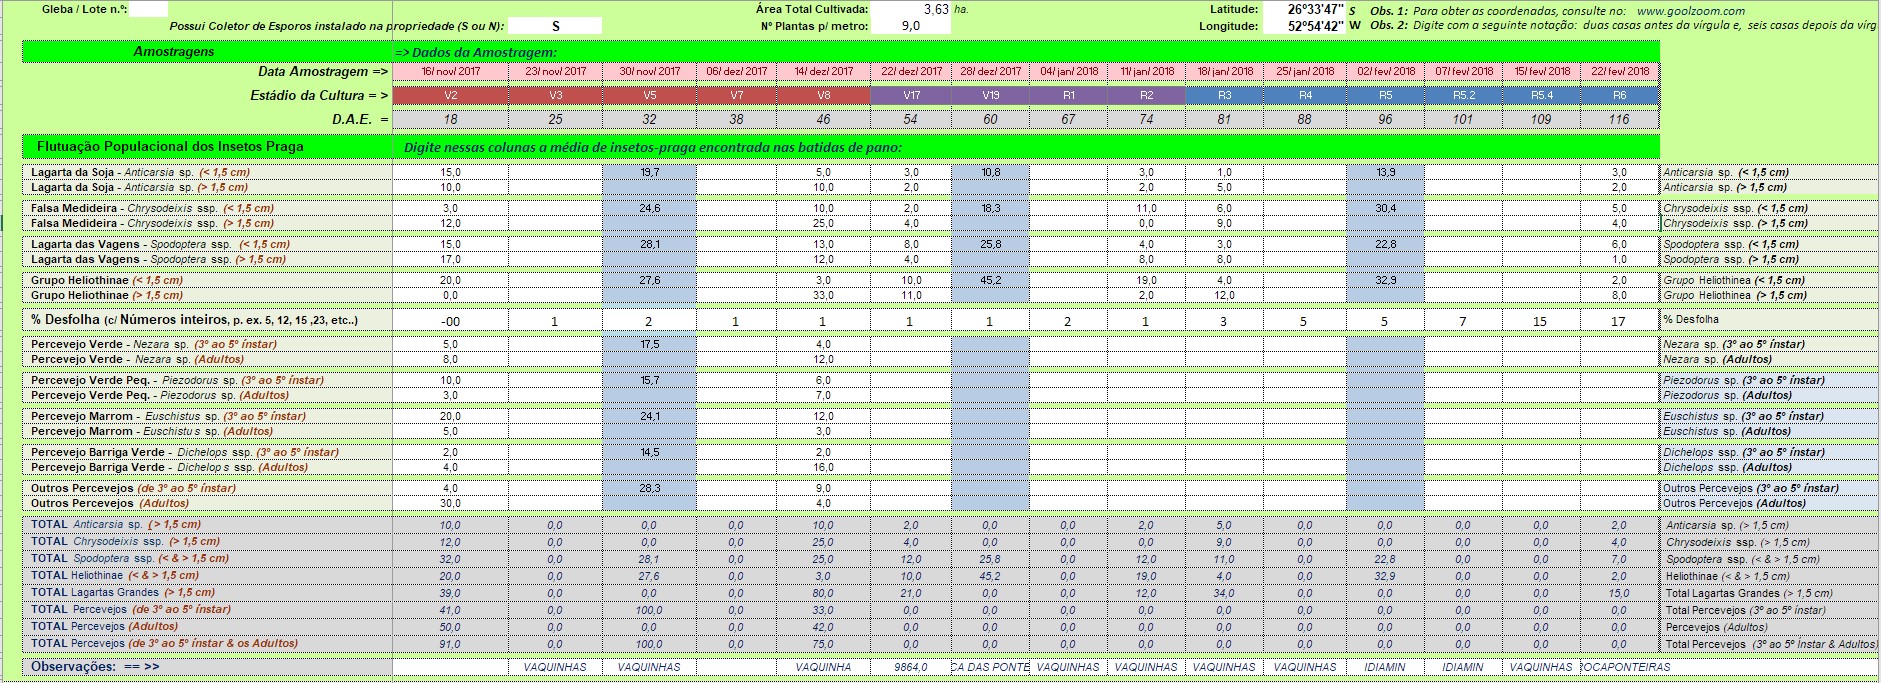 Gleba / Lote n.º: Área Total Cultivada: 3,63 ha. Latitude: 26°33'47" S Obs. 1: Para obter as coordenadas, consulte no: www.goolzoom.com
Possui Coletor de Esporos instalado na propriedade (S ou N): S Nº Plantas p/ metro: 9,0 Longitude: 52°54'42" W Obs. 2: Digite com a seguinte notação: duas casas antes da vírgula e, seis casas depois da vírg
Amostragens => Dados da Amostragem:
Data Amostragem => 16/ nov/ 2017 23/ nov/ 2017 30/ nov/ 2017 06/ dez/ 2017 14/ dez/ 2017 22/ dez/ 2017 28/ dez/ 2017 04/ jan/ 2018 11/ jan/ 2018 18/ jan/ 2018 25/ jan/ 2018 02/ fev/ 2018 07/ fev/ 2018 15/ fev/ 2018 22/ fev/ 2018
Estádio da Cultura = > V2 V3 V5 V7 V8 V17 V19 R1 R2 R3 R4 R5 R5.2 R5.4 R6
D.A.E. = 18 25 32 38 46 54 60 67 74 81 88 96 101 109 116
Flutuação Populacional dos Insetos Praga Digite nessas colunas a média de insetos-praga encontrada nas batidas de pano:
Lagarta da Soja - Anticarsia sp. (< 1,5 cm) 15,0 19,7 5,0 3,0 10,8 3,0 1,0 13,9 3,0 Anticarsia sp. (< 1,5 cm)
Lagarta da Soja - Anticarsia sp. (> 1,5 cm) 10,0 10,0 2,0 2,0 5,0 2,0 Anticarsia sp. (> 1,5 cm)
Falsa Medideira - Chrysodeixis ssp. (< 1,5 cm) 3,0 24,6 10,0 2,0 18,3 11,0 6,0 30,4 5,0 Chrysodeixis ssp. (< 1,5 cm)
Falsa Medideira - Chrysodeixis ssp. (> 1,5 cm) 12,0 25,0 4,0 0,0 9,0 4,0 Chrysodeixis ssp. (> 1,5 cm)
Lagarta das Vagens - Spodoptera ssp. (< 1,5 cm) 15,0 28,1 13,0 8,0 25,8 4,0 3,0 22,8 6,0 Spodoptera ssp. (< 1,5 cm)
Lagarta das Vagens - Spodoptera ssp. (> 1,5 cm) 17,0 12,0 4,0 8,0 8,0 1,0 Spodoptera ssp. (> 1,5 cm)
Grupo Heliothinae (< 1,5 cm) 20,0 27,6 3,0 10,0 45,2 19,0 4,0 32,9 2,0 Grupo Heliothinea (< 1,5 cm)
Grupo Heliothinae (> 1,5 cm) 0,0 33,0 11,0 2,0 12,0 8,0 Grupo Heliothinea (> 1,5 cm)
% Desfolha (c/ Números inteiros, p. ex. 5, 12, 15 ,23, etc..) -00 1 2 1 1 1 1 2 1 3 5 5 7 15 17 % Desfolha
Percevejo Verde - Nezara sp. (3º ao 5º ínstar) 5,0 17,5 4,0 Nezara sp. (3º ao 5º ínstar)
Percevejo Verde - Nezara sp. (Adultos) 8,0 12,0 Nezara sp. (Adultos)
Percevejo Verde Peq. - Piezodorus sp. (3º ao 5º ínstar) 10,0 15,7 6,0 Piezodorus sp. (3º ao 5º ínstar)
Percevejo Verde Peq. - Piezodorus sp. (Adultos) 3,0 7,0 Piezodorus sp. (Adultos)
Percevejo Marrom - Euschistus sp. (3º ao 5º ínstar) 20,0 24,1 12,0 Euschistus sp. (3º ao 5º ínstar)
Percevejo Marrom - Euschistus sp. (Adultos) 5,0 3,0 Euschistus sp. (Adultos)
Percevejo Barriga Verde - Dichelops ssp. (3º ao 5º ínstar) 2,0 14,5 2,0 Dichelops ssp. (3º ao 5º ínstar)
Percevejo Barriga Verde - Dichelops ssp. (Adultos) 4,0 16,0 Dichelops ssp. (Adultos)
Outros Percevejos (de 3º ao 5º ínstar) 4,0 28,3 9,0 Outros Percevejos (3º ao 5º ínstar)
Outros Percevejos (Adultos) 30,0 4,0 Outros Percevejos (Adultos)
TOTAL Anticarsia sp. (> 1,5 cm) 10,0 0,0 0,0 0,0 10,0 2,0 0,0 0,0 2,0 5,0 0,0 0,0 0,0 0,0 2,0 Anticarsia sp. (> 1,5 cm)
TOTAL Chrysodeixis ssp. (> 1,5 cm) 12,0 0,0 0,0 0,0 25,0 4,0 0,0 0,0 0,0 9,0 0,0 0,0 0,0 0,0 4,0 Chrysodeixis ssp. (> 1,5 cm)
TOTAL Spodoptera ssp. (< & > 1,5 cm) 32,0 0,0 28,1 0,0 25,0 12,0 25,8 0,0 12,0 11,0 0,0 22,8 0,0 0,0 7,0 Spodoptera ssp. (< & > 1,5 cm)
TOTAL Heliothinae (< & > 1,5 cm) 20,0 0,0 27,6 0,0 3,0 10,0 45,2 0,0 19,0 4,0 0,0 32,9 0,0 0,0 2,0 Heliothinae (< & > 1,5 cm)
TOTAL Lagartas Grandes (> 1,5 cm) 39,0 0,0 0,0 0,0 80,0 21,0 0,0 0,0 12,0 34,0 0,0 0,0 0,0 0,0 15,0 Total Lagartas Grandes (> 1,5 cm)
TOTAL Percevejos (de 3º ao 5º ínstar) 41,0 0,0 100,0 0,0 33,0 0,0 0,0 0,0 0,0 0,0 0,0 0,0 0,0 0,0 0,0 Total Percevejos (3º ao 5º ínstar)
TOTAL Percevejos (Adultos) 50,0 0,0 0,0 0,0 42,0 0,0 0,0 0,0 0,0 0,0 0,0 0,0 0,0 0,0 0,0 Percevejos (Adultos)
TOTAL Percevejos (de 3º ao 5º ínstar & os Adultos) 91,0 0,0 100,0 0,0 75,0 0,0 0,0 0,0 0,0 0,0 0,0 0,0 0,0 0,0 0,0 Total Percevejos (3º ao 5º Instar & Adultos)
Observações: == >> VAQUINHAS VAQUINHAS VAQUINHA 9864,0 CA DAS PONTE VAQUINHAS VAQUINHAS VAQUINHAS VAQUINHAS IDIAMIN IDIAMIN VAQUINHAS ROCAPONTEIRAS